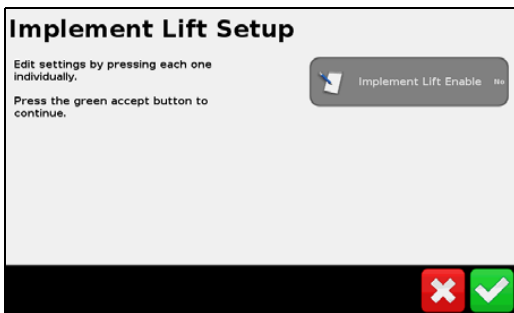 Implement Lift Setup
Edit settings by pressing each one
individually.
Implement Lift Enable No
Press the green accept button to
continue.